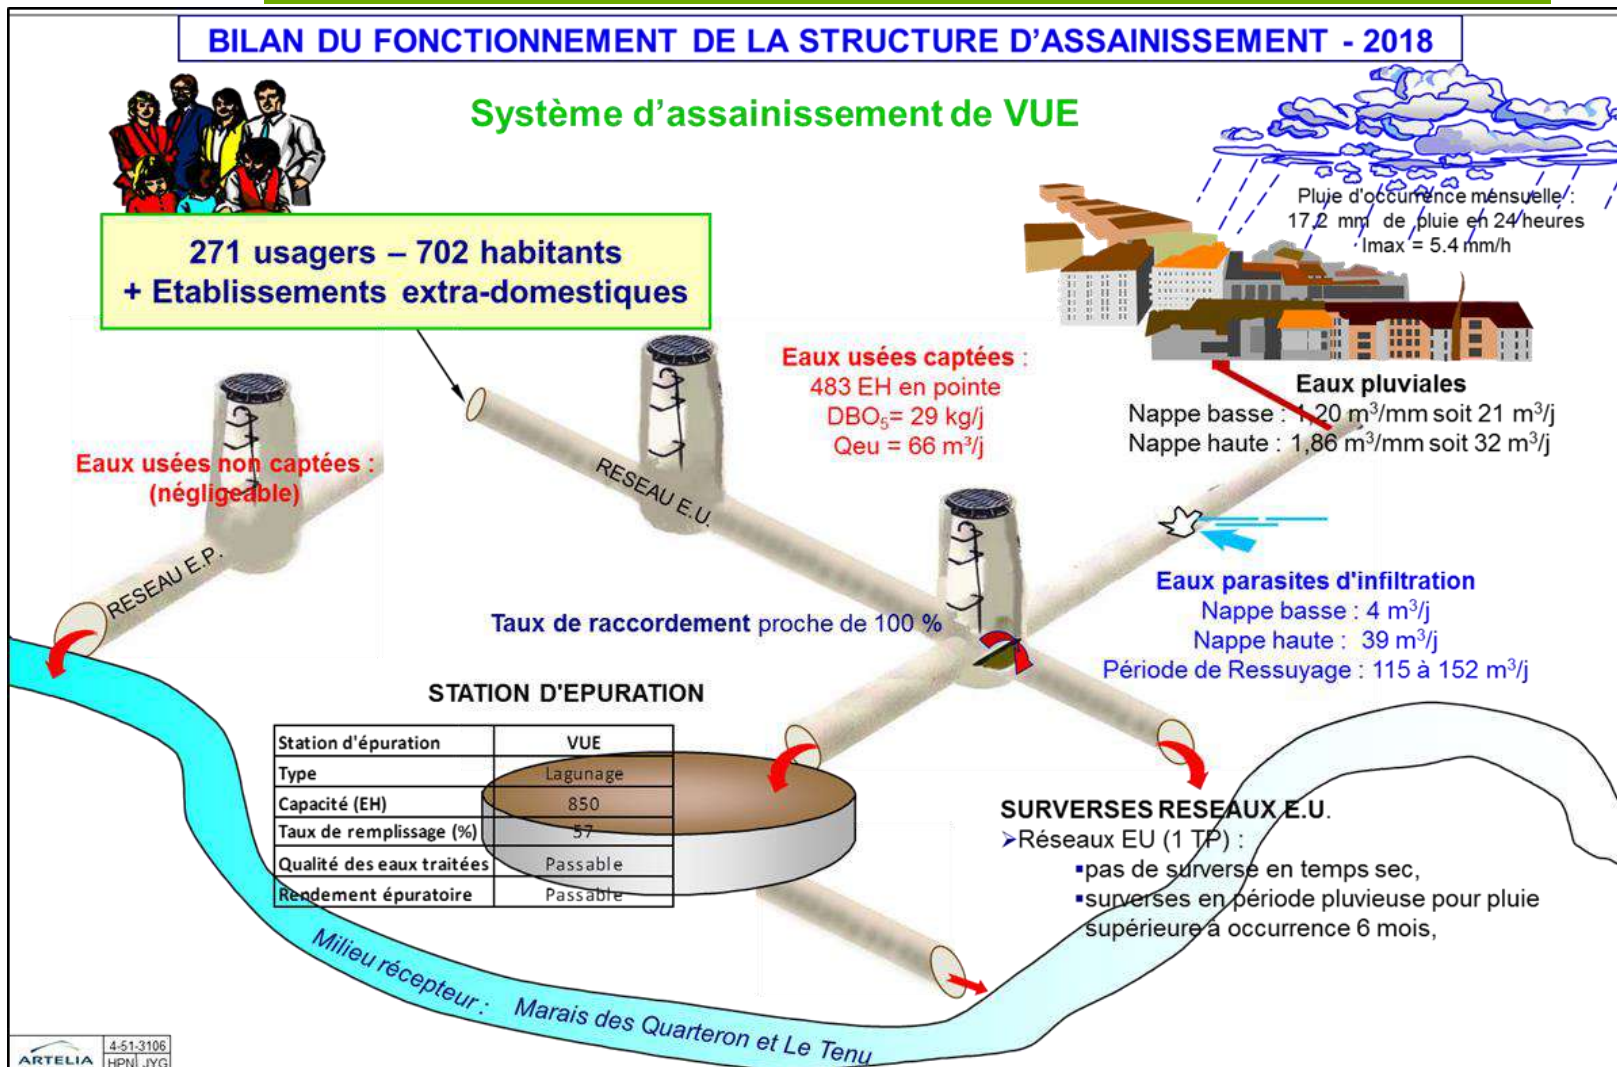 BILAN DU FONCTIONNEMENT DE LA STRUCTURE D'ASSAINISSEMENT - 2018
Système d'assainissement de VUE
271 usagers – 702 habitants
+ Etablissements extra-domestiques
Pluie d'occurrence mensuelle :
17,2 mm de pluie en 24 heures
Imax = 5.4 mm/h
Eaux usées captées :
483 EH en pointe
DBO₅= 29 kg/j
Qeu = 66 m³/j
Eaux pluviales
Nappe basse : 1,20 m³/mm soit 21 m³/j
Nappe haute : 1,86 m³/mm soit 32 m³/j
Eaux usées non captées :
(négligeable)
RESEAU E.U.
RESEAU E.P.
Eaux parasites d'infiltration
Nappe basse : 4 m³/j
Nappe haute : 39 m³/j
Période de Ressuyage : 115 à 152 m³/j
Taux de raccordement proche de 100 %
STATION D'EPURATION
Station d'épuration VUE
Type Lagunage
Capacité (EH) 850
Taux de remplissage (%) 57
Qualité des eaux traitées Passable
Rendement épuratoire Passable
SURVERSES RESEAUX E.U.
➢Réseaux EU (1 TP) :
▪pas de surverse en temps sec,
▪surverses en période pluvieuse pour pluie
supérieure à occurrence 6 mois,
Milieu récepteur : Marais des Quarteron et Le Tenu
ARTELIA
4-51-3106
HPN JYG